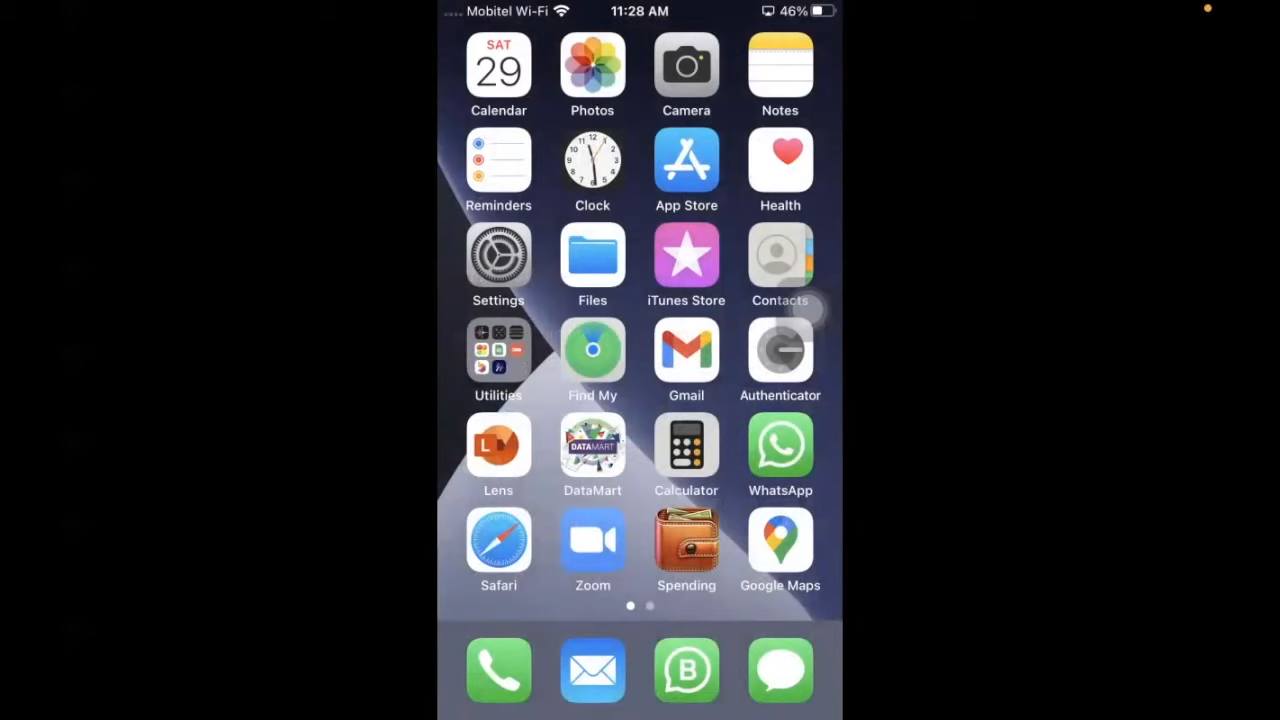 Mobitel Wi-Fi 11:28 AM 46%
SAT
29
Calendar Photos Camera Notes
Reminders Clock App Store Health
Settings Files iTunes Store Contacts
Utilities Find My Gmail Authenticator
L
DATAMART
Lens DataMart Calculator WhatsApp
Safari Zoom Spending Google Maps
B